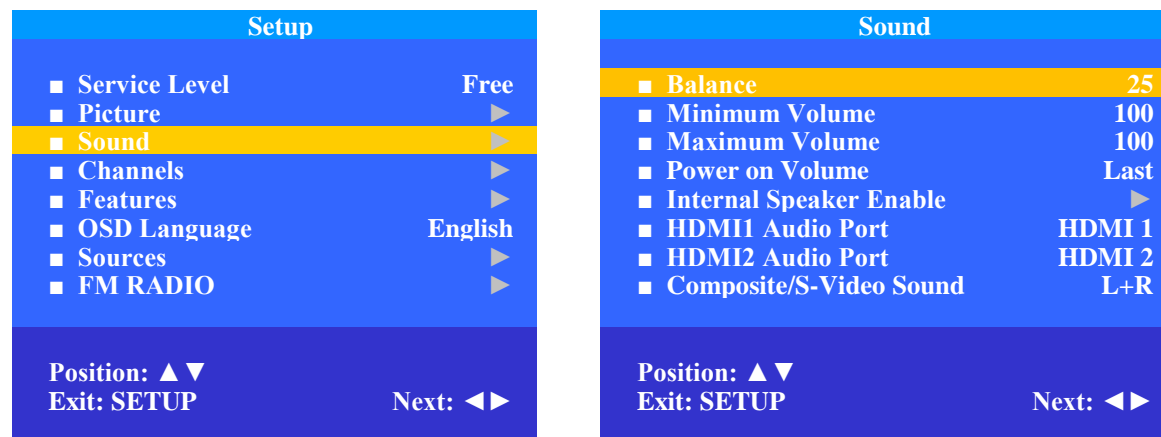 Setup
■ Service Level Free
■ Picture ►
■ Sound ►
■ Channels ►
■ Features ►
■ OSD Language English
■ Sources ►
■ FM RADIO ►
Position: ▲▼
Exit: SETUP Next: ◄►
Sound
■ Balance 25
■ Minimum Volume 100
■ Maximum Volume 100
■ Power on Volume Last
■ Internal Speaker Enable ►
■ HDMI1 Audio Port HDMI 1
■ HDMI2 Audio Port HDMI 2
■ Composite/S-Video Sound L+R
Position: ▲▼
Exit: SETUP Next: ◄►